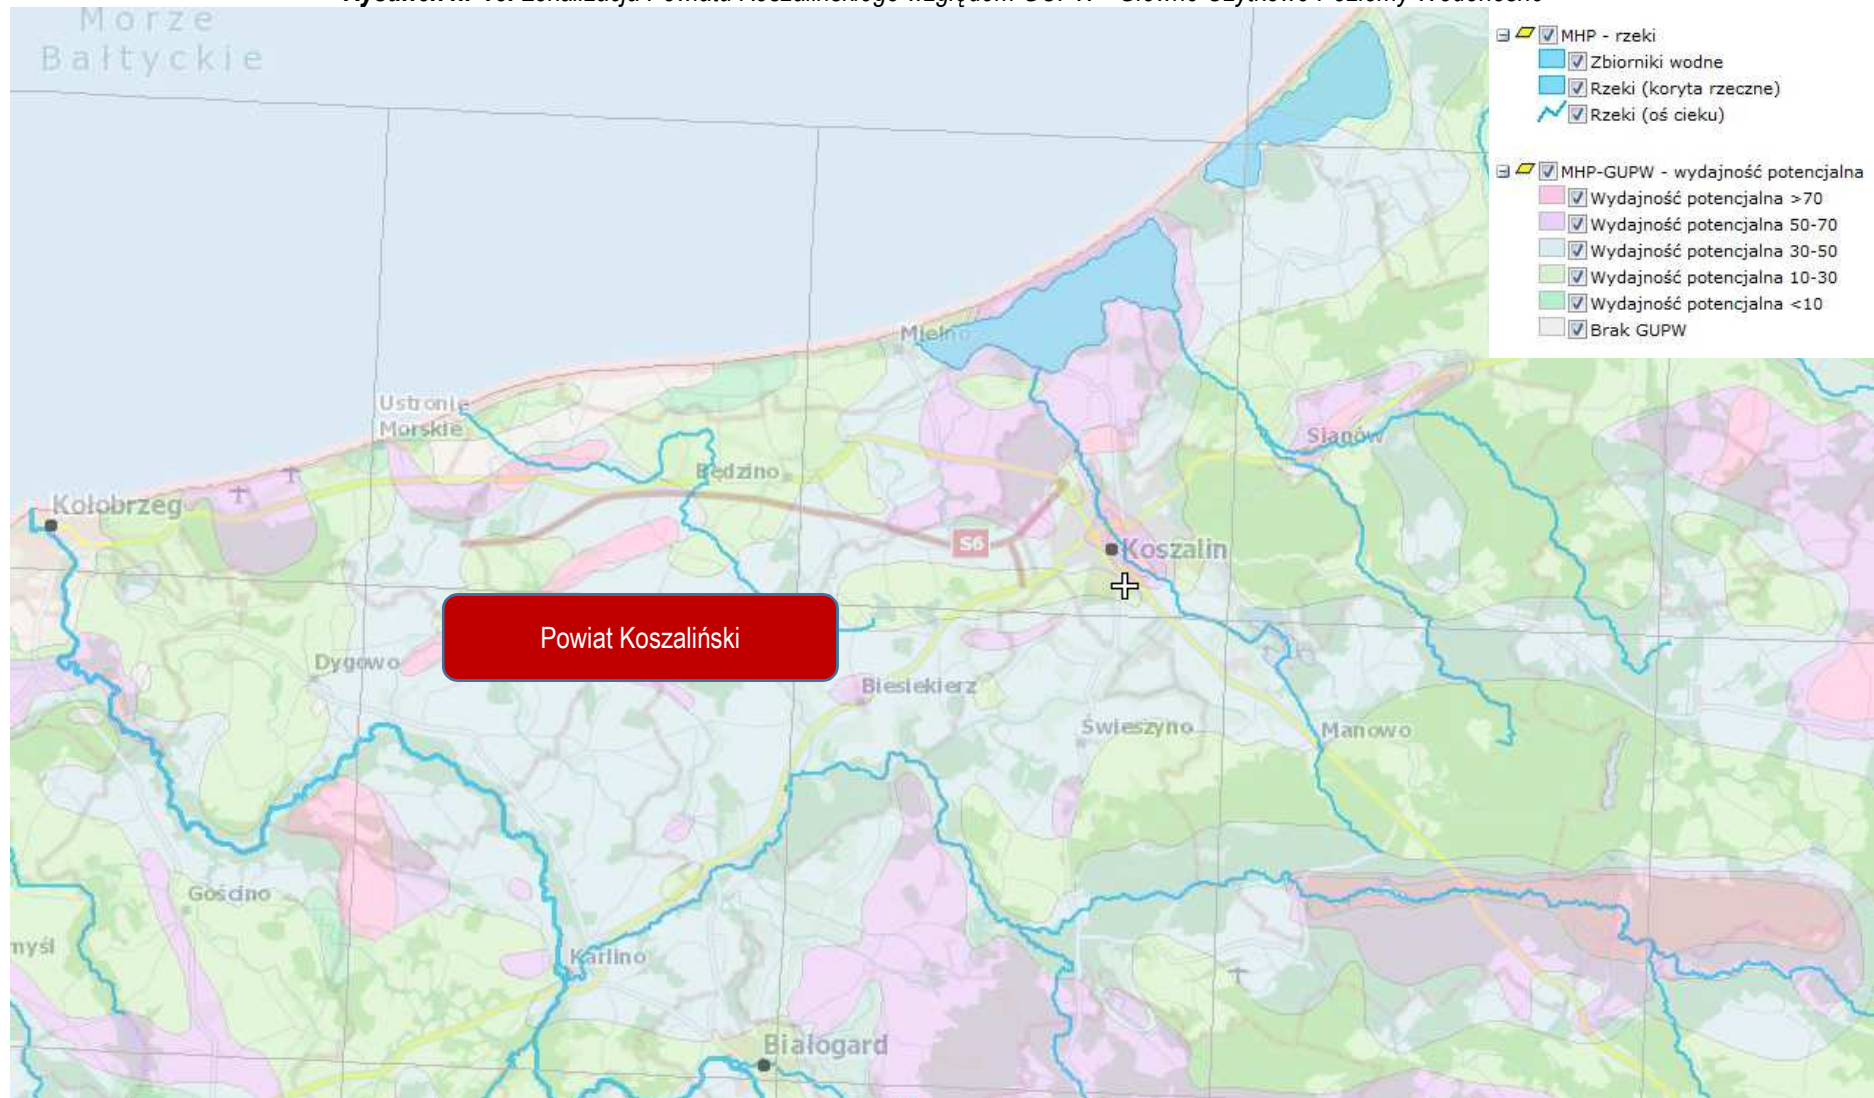 Morze
Bałtyckie
MHP - rzeki
Zbiorniki wodne
Rzeki (koryta rzeczne)
Rzeki (oś cieku)
MHP-GUPW - wydajność potencjalna
Wydajność potencjalna >70
Wydajność potencjalna 50-70
Wydajność potencjalna 30-50
Wydajność potencjalna 10-30
Wydajność potencjalna <10
Brak GUPW
Mielno
Ustronie
Morskie
Sianów
Będzino
Kołobrzeg
S6
Koszalin
Powiat Koszaliński
Dygowo
Biesiekierz
Świeszyno
Manowo
Gościno
myśl
Karlino
Białogard